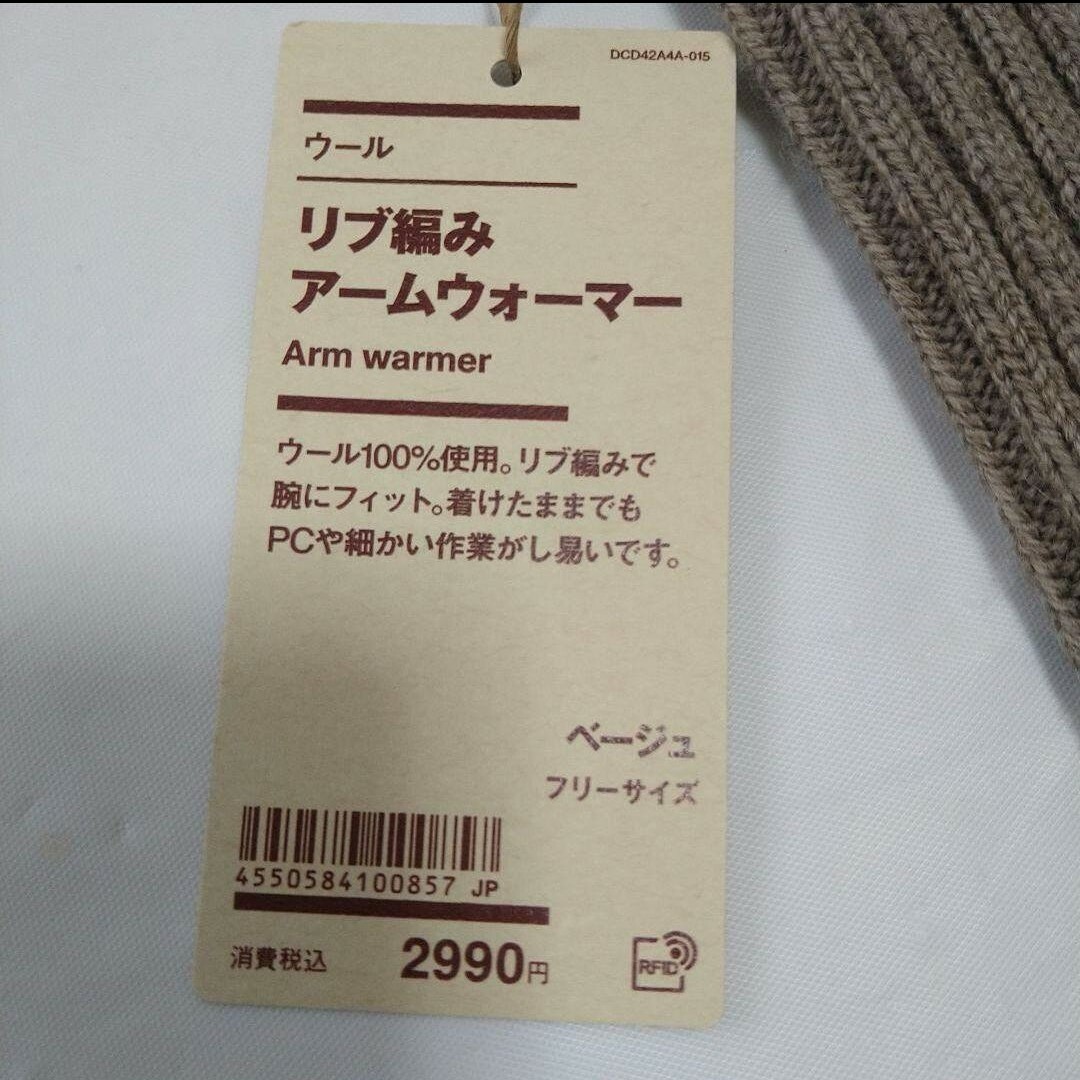 DCD42A4A-015
ウール
リブ編み
アームウォーマー
Arm warmer
ウール100%使用。リブ編みで
腕にフィット。着けたままでも
PCや細かい作業がし易いです。
ベージュ
フリーサイズ
4550584100857 JP
消費税込 2990円
RFID